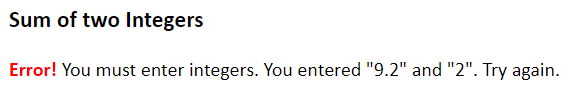 Sum of two Integers
Error! You must enter integers. You entered "9.2" and "2". Try again.